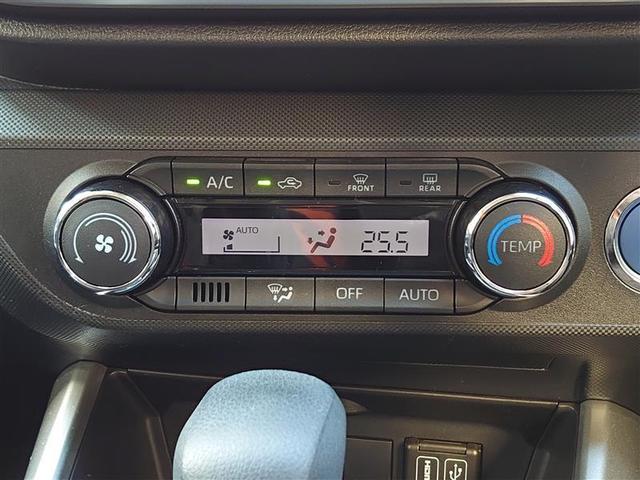 A/C
FRONT
REAR
AUTO
25.5
TEMP
OFF
AUTO